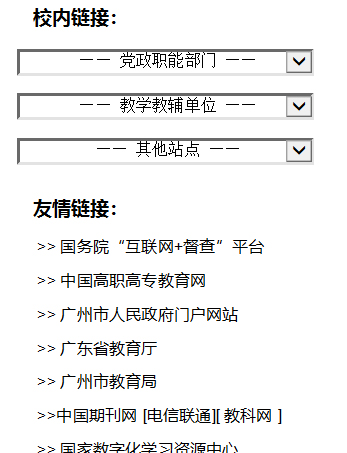 校内链接：
—— 党政职能部门 ——
—— 教学教辅单位 ——
—— 其他站点 ——
友情链接：
>> 国务院“互联网+督查”平台
>> 中国高职高专教育网
>> 广州市人民政府门户网站
>> 广东省教育厅
>> 广州市教育局
>>中国期刊网 [电信联通][ 教科网 ]
>> 国家数字化学习资源中心